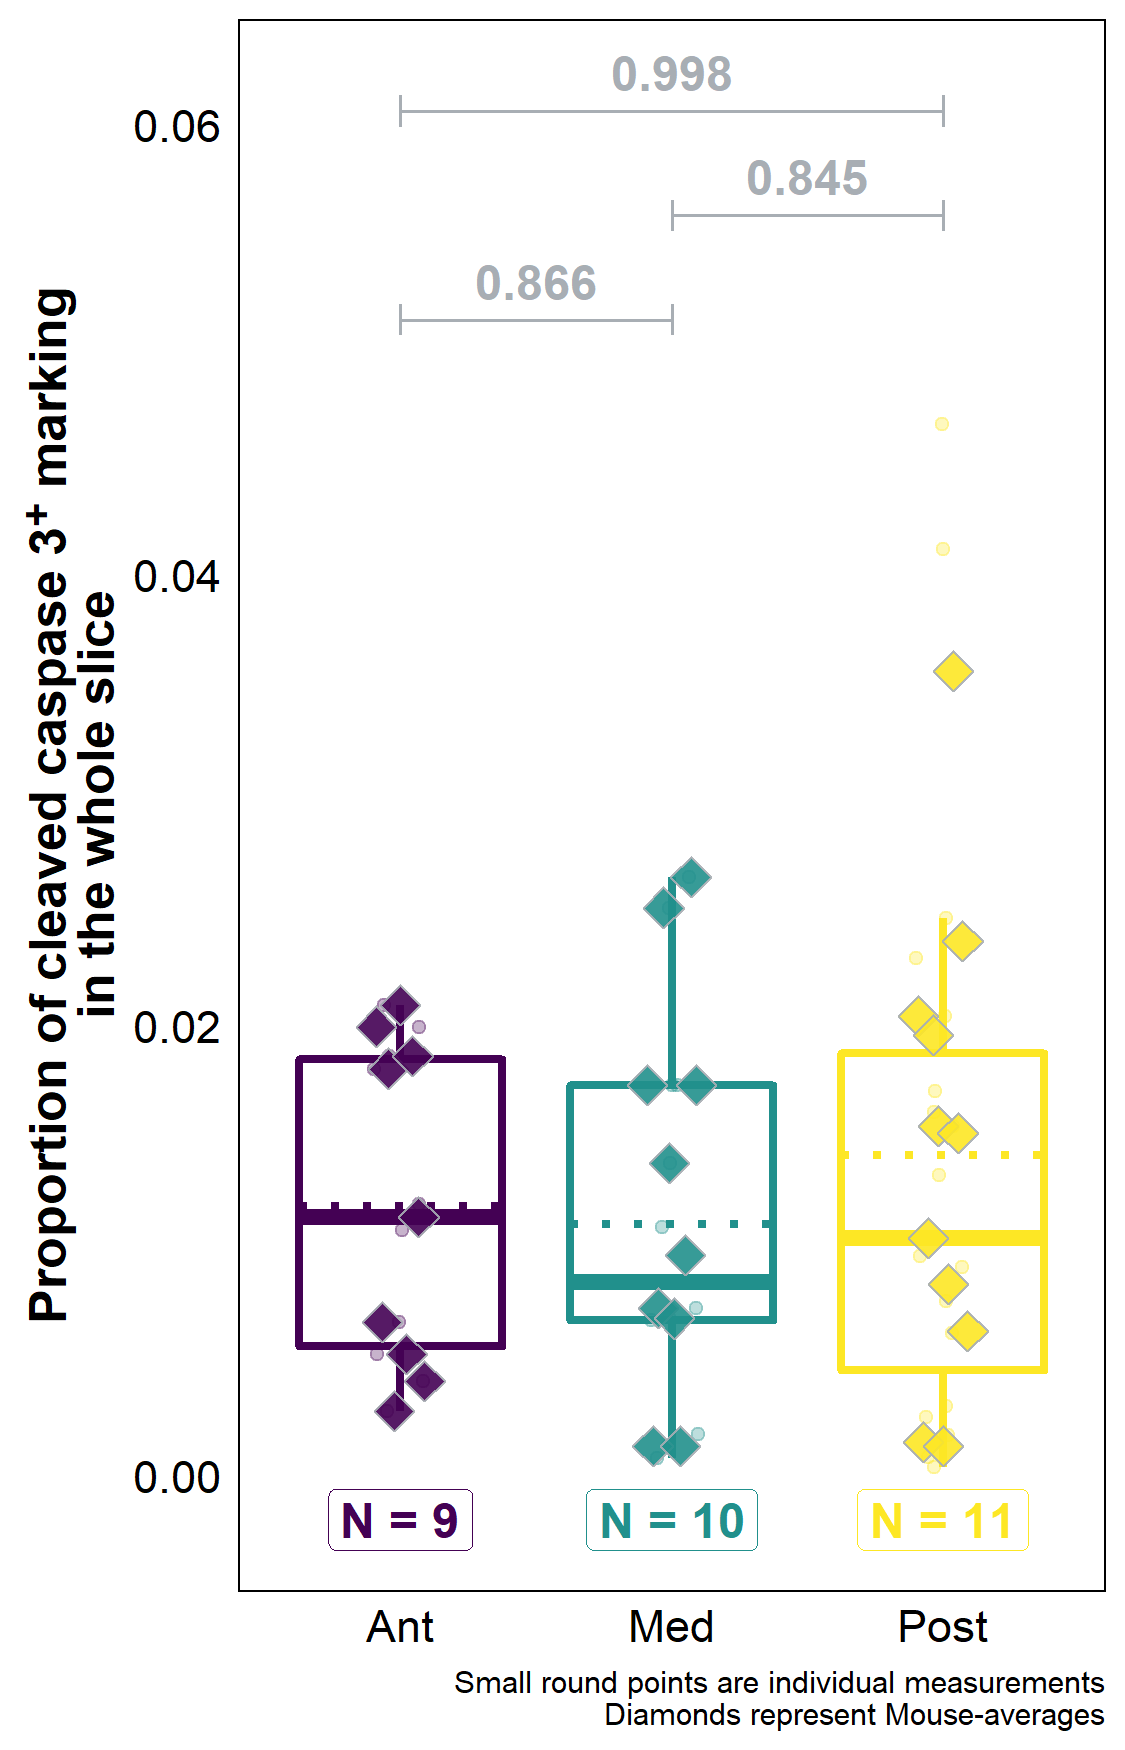 Proportion of cleaved caspase 3⁺ marking
in the whole slice
0.06
0.04
0.02
0.00
0.998
0.845
0.866
N = 9
N = 10
N = 11
Ant
Med
Post
Small round points are individual measurements
Diamonds represent Mouse-averages